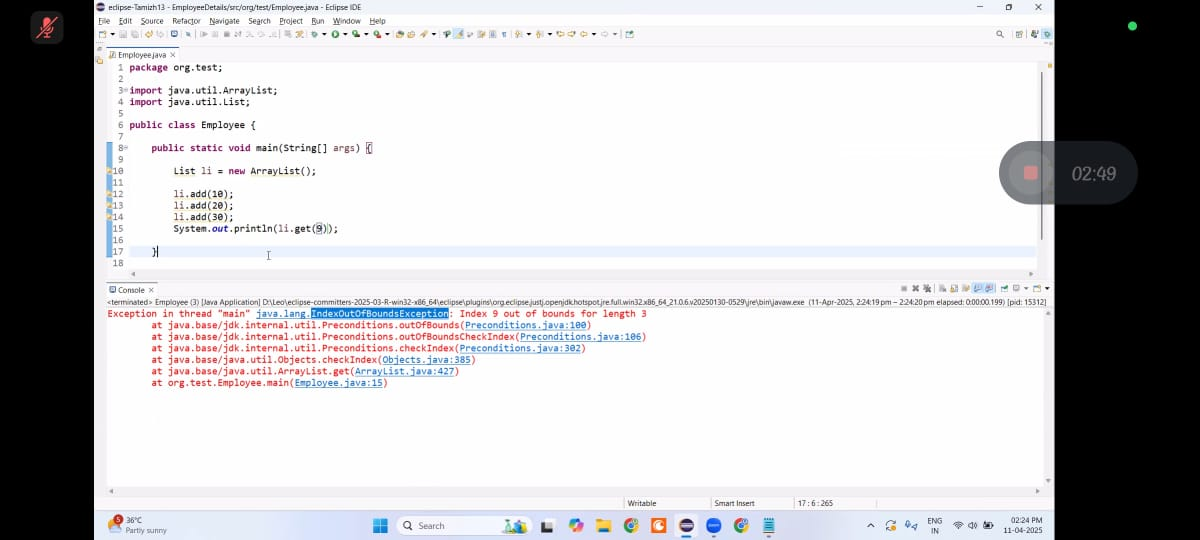 eclipse-Tamizh13 - EmployeeDetails/src/org/test/Employee.java - Eclipse IDE
File Edit Source Refactor Navigate Search Project Run Window Help
Employee.java
1 package org.test;
2
3 import java.util.ArrayList;
4 import java.util.List;
5
6 public class Employee {
7
8 public static void main(String[] args) {
9
10 List li = new ArrayList();
11
12 li.add(10);
13 li.add(20);
14 li.add(30);
15 System.out.println(li.get(9));
16
17 }
18
02:49
Console
<terminated> Employee (3) [Java Application] D:\Leo\eclipse-committers-2025-03-R-win32-x86_64\eclipse\plugins\org.eclipse.justj.openjdk.hotspot.jre.full.win32.x86_64_21.0.6.v20250130-0529\jre\bin\javaw.exe (11-Apr-2025, 2:24:19 pm – 2:24:20 pm elapsed: 0:00:00.199) [pid: 15312]
Exception in thread "main" java.lang.IndexOutOfBoundsException: Index 9 out of bounds for length 3
at java.base/jdk.internal.util.Preconditions.outOfBounds(Preconditions.java:100)
at java.base/jdk.internal.util.Preconditions.outOfBoundsCheckIndex(Preconditions.java:106)
at java.base/jdk.internal.util.Preconditions.checkIndex(Preconditions.java:302)
at java.base/java.util.Objects.checkIndex(Objects.java:385)
at java.base/java.util.ArrayList.get(ArrayList.java:427)
at org.test.Employee.main(Employee.java:15)
Writable Smart Insert 17 : 6 : 265
5
36°C
Partly sunny
Search
ENG
IN
02:24 PM
11-04-2025